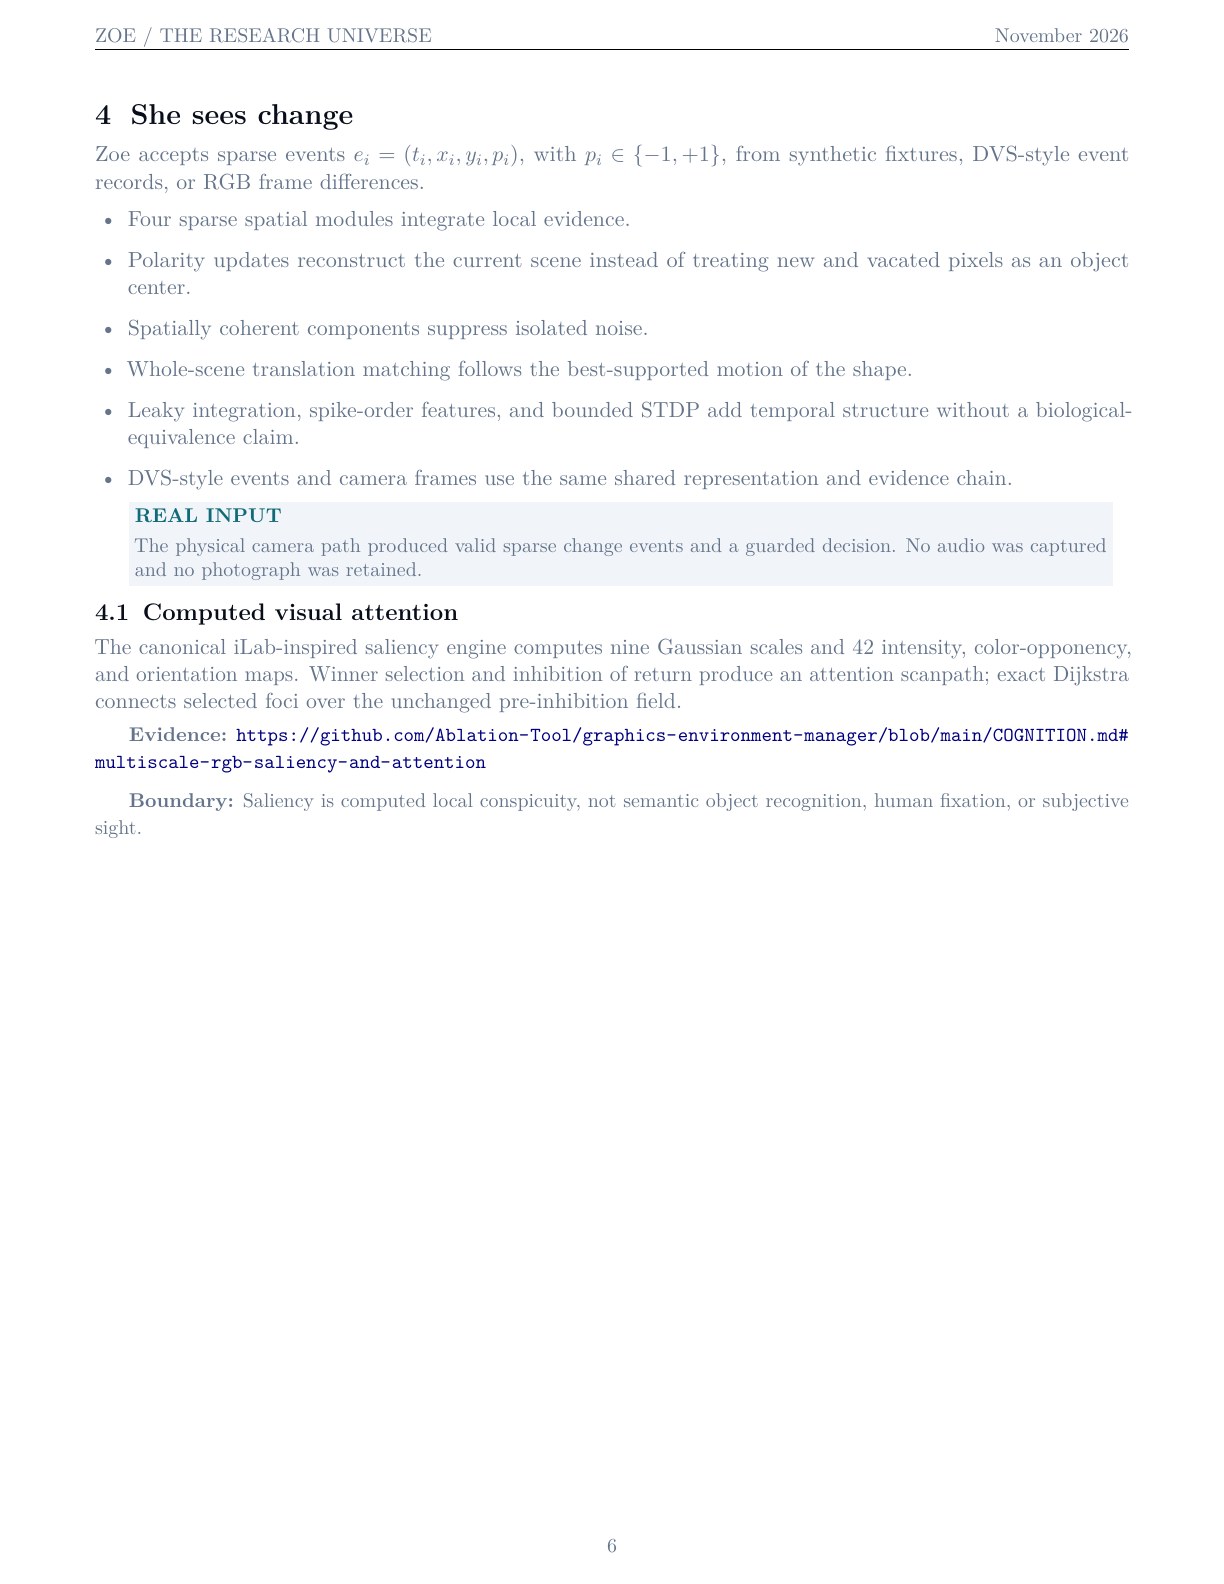 ZOE / THE RESEARCH UNIVERSE November 2026
4 She sees change
Zoe accepts sparse events eᵢ = (tᵢ, xᵢ, yᵢ, pᵢ), with pᵢ ∈ {−1, +1}, from synthetic fixtures, DVS-style event
records, or RGB frame differences.
• Four sparse spatial modules integrate local evidence.
• Polarity updates reconstruct the current scene instead of treating new and vacated pixels as an object
center.
• Spatially coherent components suppress isolated noise.
• Whole-scene translation matching follows the best-supported motion of the shape.
• Leaky integration, spike-order features, and bounded STDP add temporal structure without a biological-
equivalence claim.
• DVS-style events and camera frames use the same shared representation and evidence chain.
REAL INPUT
The physical camera path produced valid sparse change events and a guarded decision. No audio was captured
and no photograph was retained.
4.1 Computed visual attention
The canonical iLab-inspired saliency engine computes nine Gaussian scales and 42 intensity, color-opponency,
and orientation maps. Winner selection and inhibition of return produce an attention scanpath; exact Dijkstra
connects selected foci over the unchanged pre-inhibition field.
Evidence: https://github.com/Ablation-Tool/graphics-environment-manager/blob/main/COGNITION.md#
multiscale-rgb-saliency-and-attention
Boundary: Saliency is computed local conspicuity, not semantic object recognition, human fixation, or subjective
sight.
6